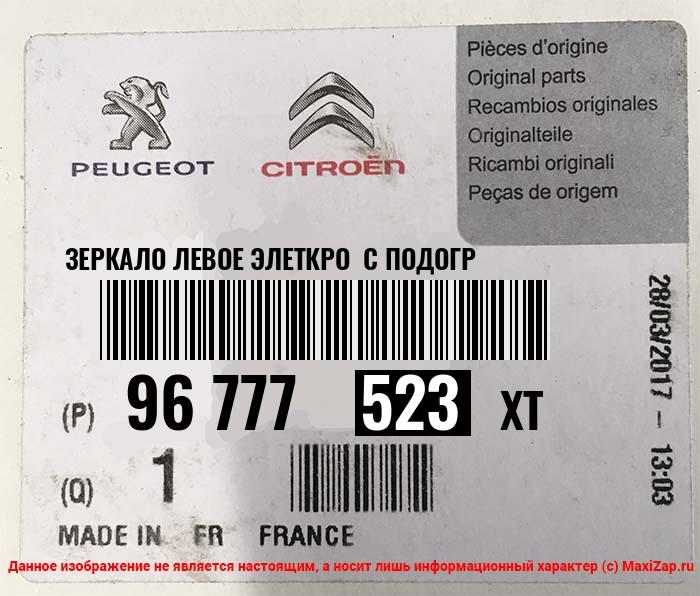 Pièces d'origine
Original parts
Recambios originales
Originalteile
Ricambi originali
Peças de origem
PEUGEOT
CITROËN
ЗЕРКАЛО ЛЕВОЕ ЭЛЕТКРО С ПОДОГР
28/03/2017 - 13:03
(P) 96 777 523 XT
(Q) 1
MADE IN FR FRANCE
Данное изображение не является настоящим, а носит лишь информационный характер (c) MaxiZap.ru